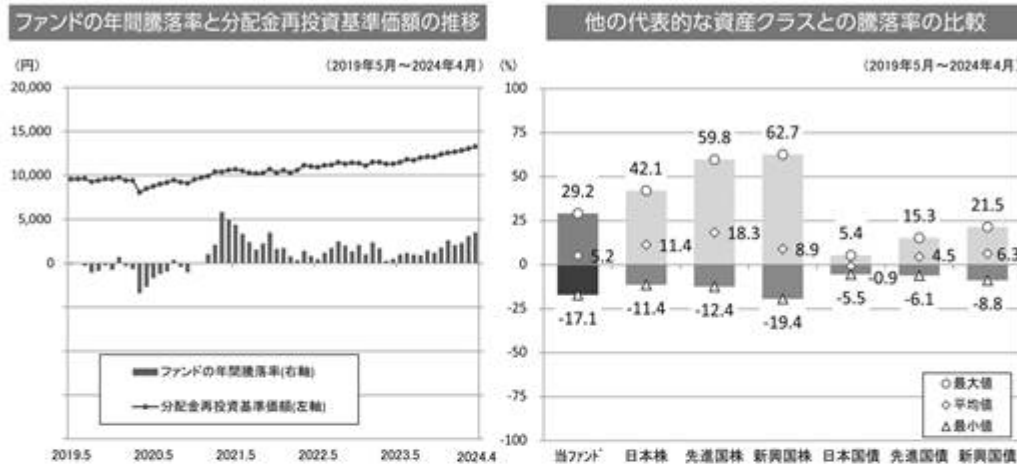 ファンドの年間騰落率と分配金再投資基準価額の推移
(円)
(2019年5月～2024年4月)
(%)
20,000
15,000
10,000
5,000
0
ファンドの年間騰落率(右軸)
分配金再投資基準価額(左軸)
2019.5 2020.5 2021.5 2022.5 2023.5 2024.4
他の代表的な資産クラスとの騰落率の比較
(2019年5月～2024年4月)
100
75
50
25
0
-25
-50
-75
-100
29.2 42.1 59.8 62.7 5.4 15.3 21.5
5.2 11.4 18.3 8.9 -0.9 4.5 6.3
-17.1 -11.4 -12.4 -19.4 -5.5 -6.1 -8.8
最大値
平均値
最小値
当ファンド 日本株 先進国株 新興国株 日本国債 先進国債 新興国債